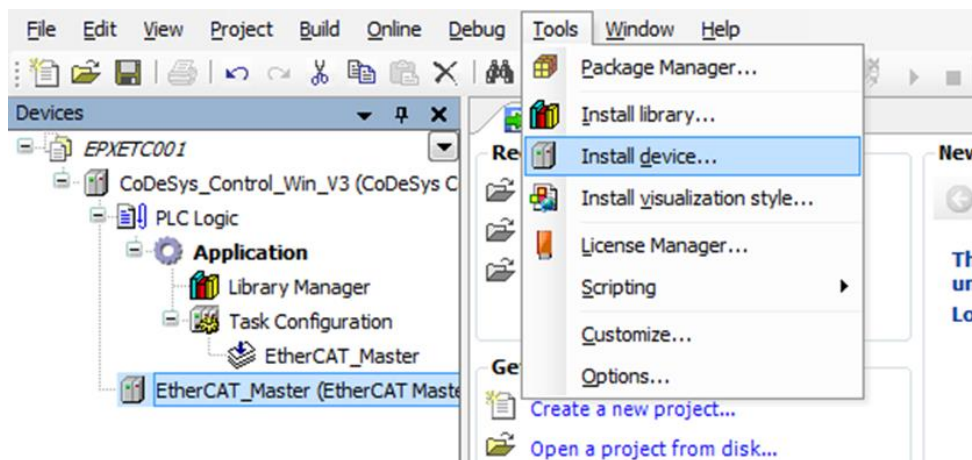 File Edit View Project Build Online Debug Tools Window Help
Package Manager...
Install library...
Install device...
Install visualization style...
License Manager...
Scripting
Customize...
Options...
Devices
EPXETC001
CoDeSys_Control_Win_V3 (CoDeSys C
PLC Logic
Application
Library Manager
Task Configuration
EtherCAT_Master
EtherCAT_Master (EtherCAT Maste
Re
Ge
Create a new project...
Open a project from disk...
New
Th
un
Lo